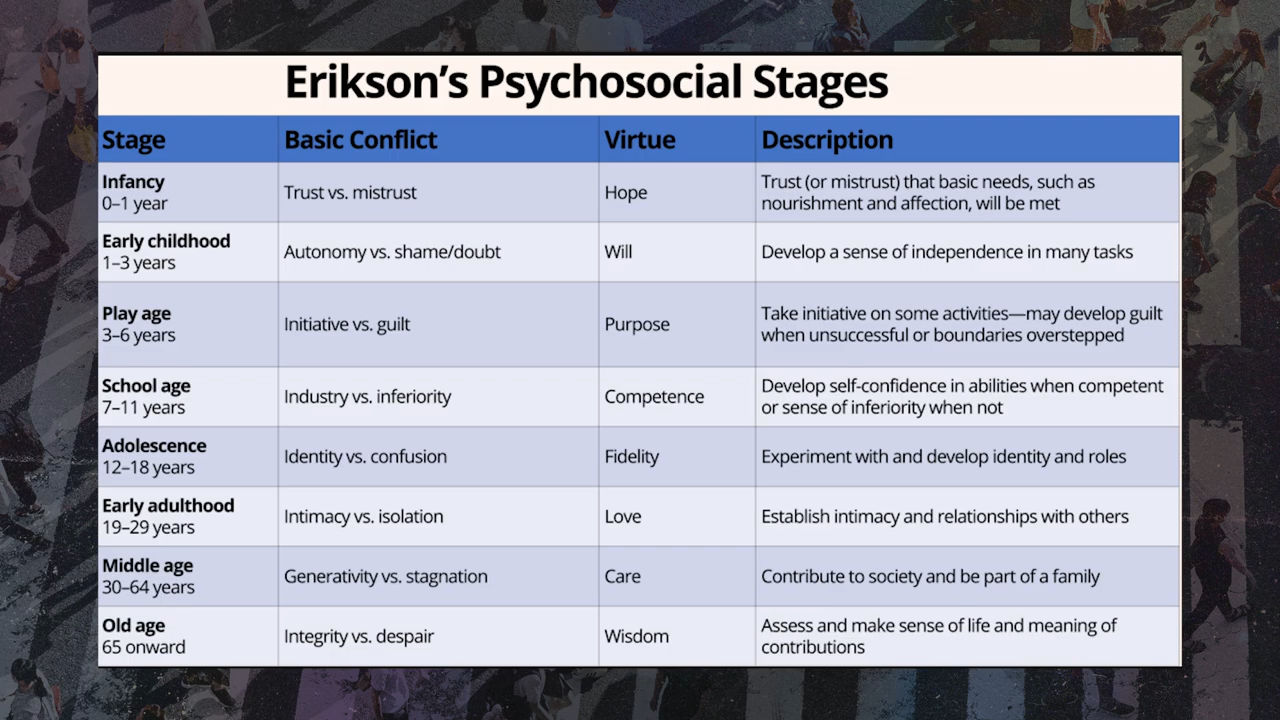 Erikson’s Psychosocial Stages
Stage Basic Conflict Virtue Description
Infancy
0–1 year
Trust vs. mistrust
Hope
Trust (or mistrust) that basic needs, such as
nourishment and affection, will be met
Early childhood
1–3 years
Autonomy vs. shame/doubt
Will
Develop a sense of independence in many tasks
Play age
3–6 years
Initiative vs. guilt
Purpose
Take initiative on some activities—may develop guilt
when unsuccessful or boundaries overstepped
School age
7–11 years
Industry vs. inferiority
Competence
Develop self-confidence in abilities when competent
or sense of inferiority when not
Adolescence
12–18 years
Identity vs. confusion
Fidelity
Experiment with and develop identity and roles
Early adulthood
19–29 years
Intimacy vs. isolation
Love
Establish intimacy and relationships with others
Middle age
30–64 years
Generativity vs. stagnation
Care
Contribute to society and be part of a family
Old age
65 onward
Integrity vs. despair
Wisdom
Assess and make sense of life and meaning of
contributions